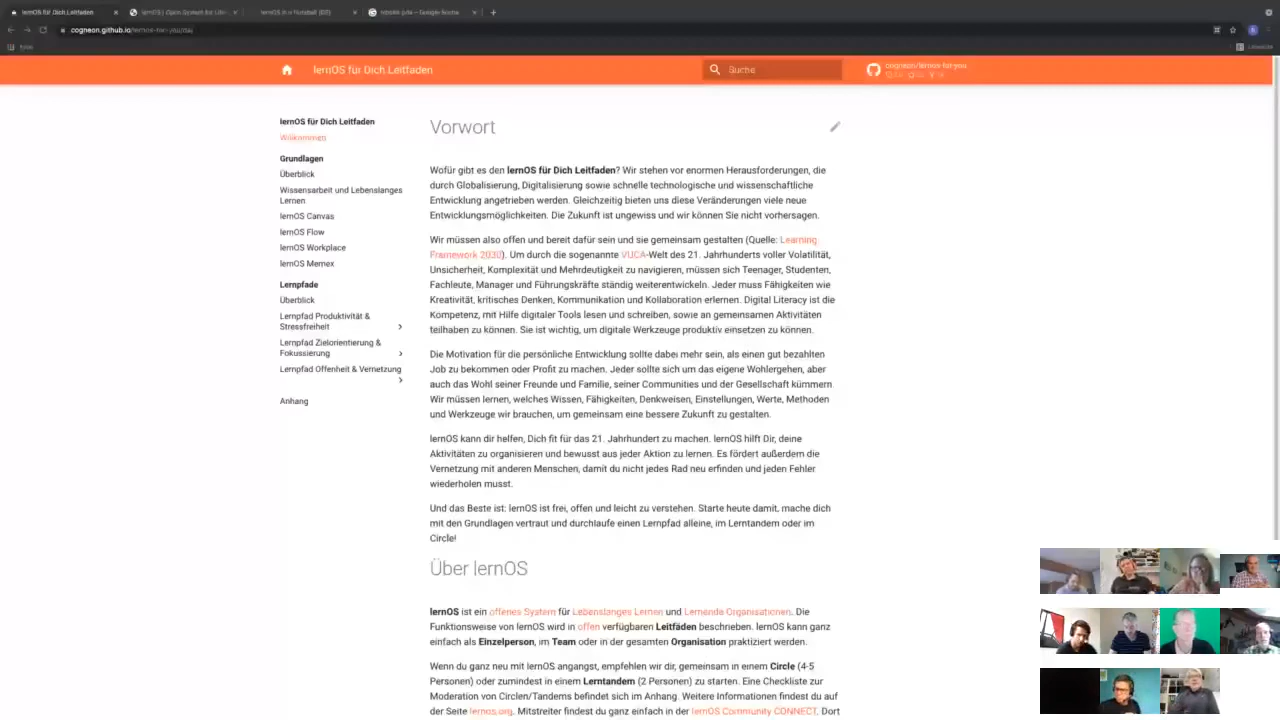 lernOS für Dich Leitfaden
cogneon.github.io/lernos-for-you/de/
lernOS für Dich Leitfaden
Suche
cogneon/lernos-for-you
lernOS für Dich Leitfaden
Willkommen
Grundlagen
Überblick
Wissensarbeit und Lebenslanges
Lernen
lernOS Canvas
lernOS Flow
lernOS Workplace
lernOS Memex
Lernpfade
Überblick
Lernpfad Produktivität &
Stressfreiheit
Lernpfad Zielorientierung &
Fokussierung
Lernpfad Offenheit & Vernetzung
Anhang
Vorwort
Wofür gibt es den lernOS für Dich Leitfaden? Wir stehen vor enormen Herausforderungen, die
durch Globalisierung, Digitalisierung sowie schnelle technologische und wissenschaftliche
Entwicklung angetrieben werden. Gleichzeitig bieten uns diese Veränderungen viele neue
Entwicklungsmöglichkeiten. Die Zukunft ist ungewiss und wir können Sie nicht vorhersagen.
Wir müssen also offen und bereit dafür sein und sie gemeinsam gestalten (Quelle: Learning
Framework 2030). Um durch die sogenannte VUCA-Welt des 21. Jahrhunderts voller Volatilität,
Unsicherheit, Komplexität und Mehrdeutigkeit zu navigieren, müssen sich Teenager, Studenten,
Fachleute, Manager und Führungskräfte ständig weiterentwickeln. Jeder muss Fähigkeiten wie
Kreativität, kritisches Denken, Kommunikation und Kollaboration erlernen. Digital Literacy ist die
Kompetenz, mit Hilfe digitaler Tools lesen und schreiben, sowie an gemeinsamen Aktivitäten
teilhaben zu können. Sie ist wichtig, um digitale Werkzeuge produktiv einsetzen zu können.
Die Motivation für die persönliche Entwicklung sollte dabei mehr sein, als einen gut bezahlten
Job zu bekommen oder Profit zu machen. Jeder sollte sich um das eigene Wohlergehen, aber
auch das Wohl seiner Freunde und Familie, seiner Communities und der Gesellschaft kümmern.
Wir müssen lernen, welches Wissen, Fähigkeiten, Denkweisen, Einstellungen, Werte, Methoden
und Werkzeuge wir brauchen, um gemeinsam eine bessere Zukunft zu gestalten.
lernOS kann dir helfen, Dich fit für das 21. Jahrhundert zu machen. lernOS hilft Dir, deine
Aktivitäten zu organisieren und bewusst aus jeder Aktion zu lernen. Es fördert außerdem die
Vernetzung mit anderen Menschen, damit du nicht jedes Rad neu erfinden und jeden Fehler
wiederholen musst.
Und das Beste ist: lernOS ist frei, offen und leicht zu verstehen. Starte heute damit, mache dich
mit den Grundlagen vertraut und durchlaufe einen Lernpfad alleine, im Lerntandem oder im
Circle!
Über lernOS
lernOS ist ein offenes System für Lebenslanges Lernen und Lernende Organisationen. Die
Funktionsweise von lernOS wird in offen verfügbaren Leitfäden beschrieben. lernOS kann ganz
einfach als Einzelperson, im Team oder in der gesamten Organisation praktiziert werden.
Wenn du ganz neu mit lernOS angangst, empfehlen wir dir, gemeinsam in einem Circle (4-5
Personen) oder zumindest in einem Lerntandem (2 Personen) zu starten. Eine Checkliste zur
Moderation von Circlen/Tandems befindet sich im Anhang. Weitere Informationen findest du auf
der Seite lernos.org. Mitstreiter findest du ganz einfach in der lernOS Community CONNECT. Dort